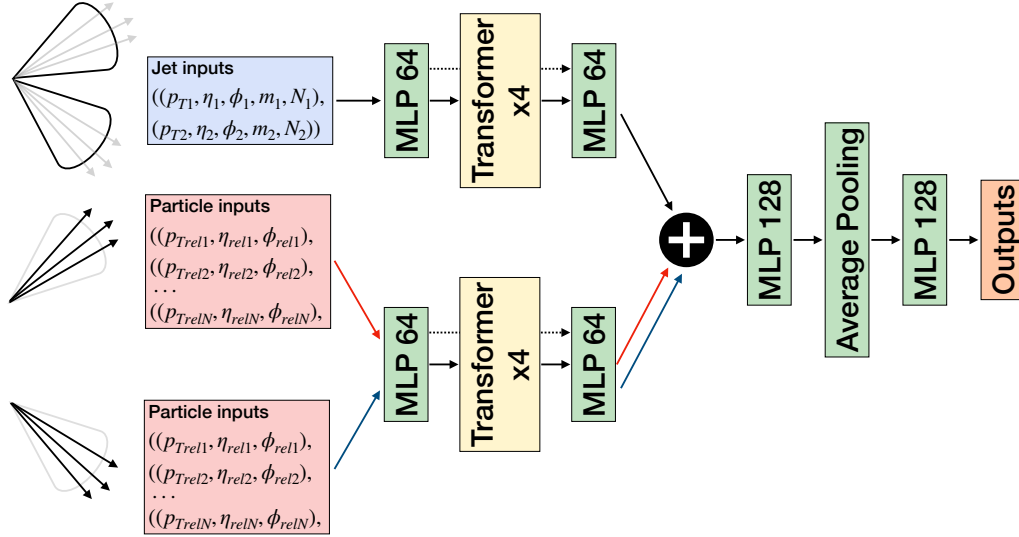 Jet inputs
((p_{T1}, η_1, ϕ_1, m_1, N_1),
(p_{T2}, η_2, ϕ_2, m_2, N_2))
MLP 64
Transformer
x4
MLP 64
Particle inputs
((p_{Trel1}, η_{rel1}, ϕ_{rel1}),
((p_{Trel2}, η_{rel2}, ϕ_{rel2}),
...
((p_{TrelN}, η_{relN}, ϕ_{relN}),
MLP 64
Transformer
x4
MLP 64
Particle inputs
((p_{Trel1}, η_{rel1}, ϕ_{rel1}),
((p_{Trel2}, η_{rel2}, ϕ_{rel2}),
...
((p_{TrelN}, η_{relN}, ϕ_{relN}),
+
MLP 128
Average Pooling
MLP 128
Outputs